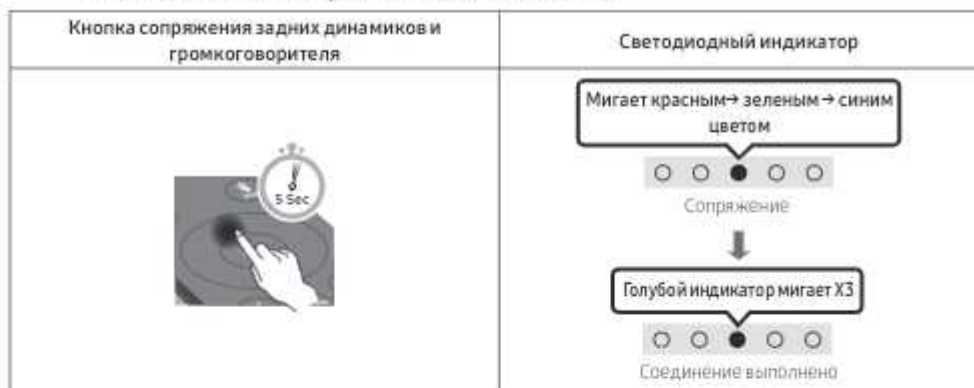 Кнопка сопряжения задних динамиков и
громкоговорителя
Светодиодный индикатор
5 Sec
Мигает красным→ зеленым → синим
цветом
Сопряжение
Голубой индикатор мигает X3
Соединение выполнено